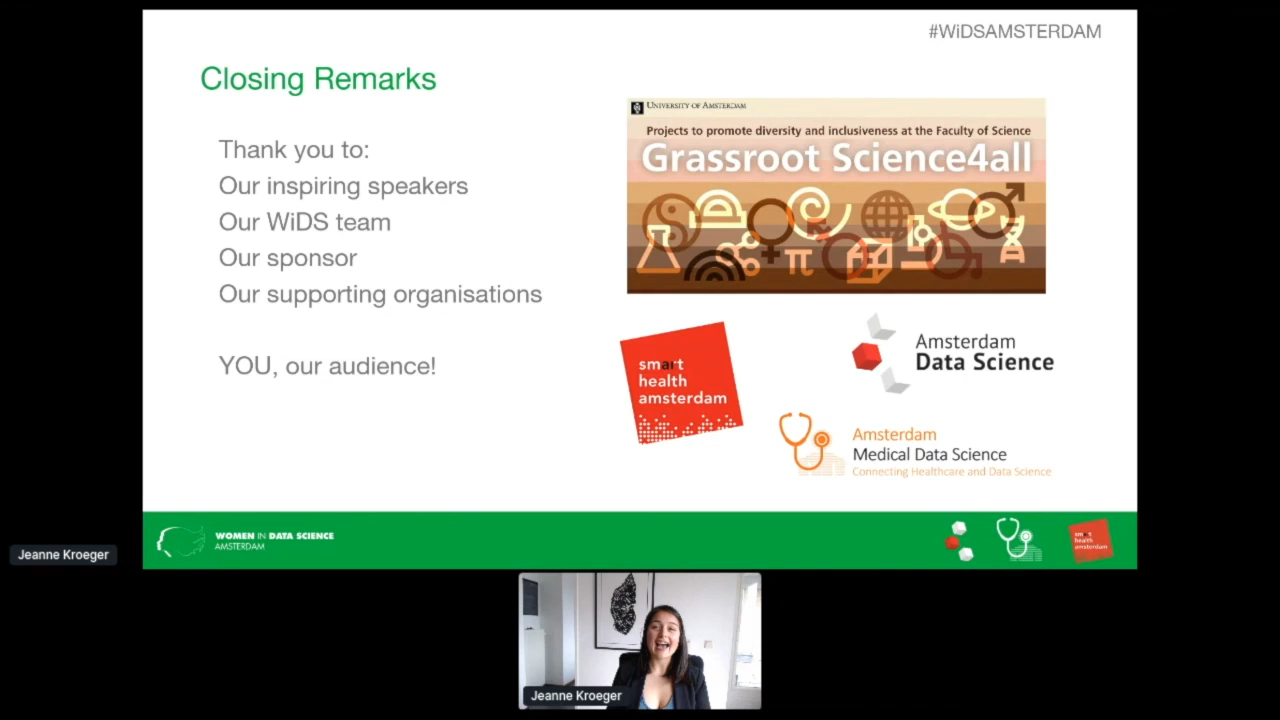 #WiDSAMSTERDAM
Closing Remarks
Thank you to:
Our inspiring speakers
Our WiDS team
Our sponsor
Our supporting organisations
YOU, our audience!
UNIVERSITY OF AMSTERDAM
Projects to promote diversity and inclusiveness at the Faculty of Science
Grassroot Science4all
π
smart
health
amsterdam
Amsterdam
Data Science
Amsterdam
Medical Data Science
Connecting Healthcare and Data Science
WOMEN IN DATA SCIENCE
AMSTERDAM
smart
health
amsterdam
Jeanne Kroeger
Jeanne Kroeger